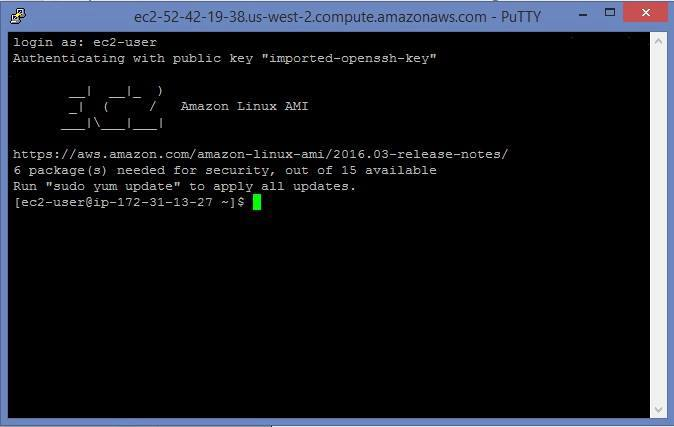 ec2-52-42-19-38.us-west-2.compute.amazonaws.com - PuTTY
login as: ec2-user
Authenticating with public key "imported-openssh-key"
       __|  __|_  )
       _|  (     /   Amazon Linux AMI
      ___|\___|___|
https://aws.amazon.com/amazon-linux-ami/2016.03-release-notes/
6 package(s) needed for security, out of 15 available
Run "sudo yum update" to apply all updates.
[ec2-user@ip-172-31-13-27 ~]$